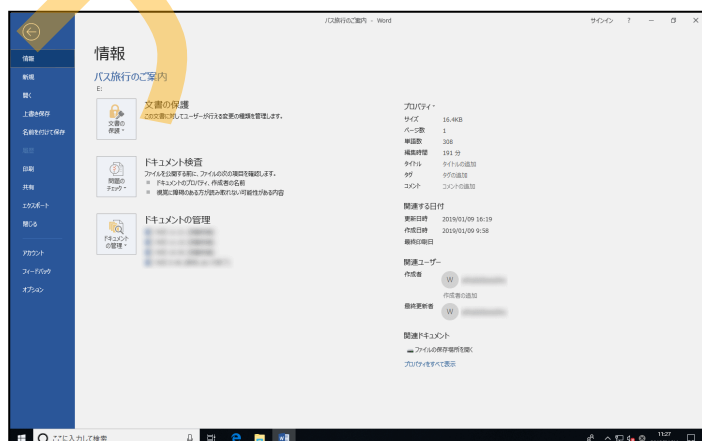 バス旅行のご案内 - Word
サインイン ?
情報
新規
開く
上書き保存
名前を付けて保存
印刷
共有
エクスポート
閉じる
アカウント
フィードバック
オプション
情報
バス旅行のご案内
E:
文書の保護
文書の保護
この文書に対してユーザーが行える変更の種類を管理します。
問題のチェック
ドキュメント検査
ファイルを公開する前に、ファイルの次の項目を確認します。
ドキュメントのプロパティ、作成者の名前
視覚に障碍のある方が読み取れない可能性がある内容
ドキュメントの管理
ドキュメントの管理
プロパティ
サイズ 16.4KB
ページ数 1
単語数 308
編集時間 191 分
タイトル タイトルの追加
タグ タグの追加
コメント コメントの追加
関連する日付
更新日時 2019/01/09 16:19
作成日時 2019/01/09 9:58
最終印刷日
関連ユーザー
作成者 W
作成者の追加
最終更新者 W
関連ドキュメント
ファイルの保存場所を開く
プロパティをすべて表示
ここに入力して検索
11:27